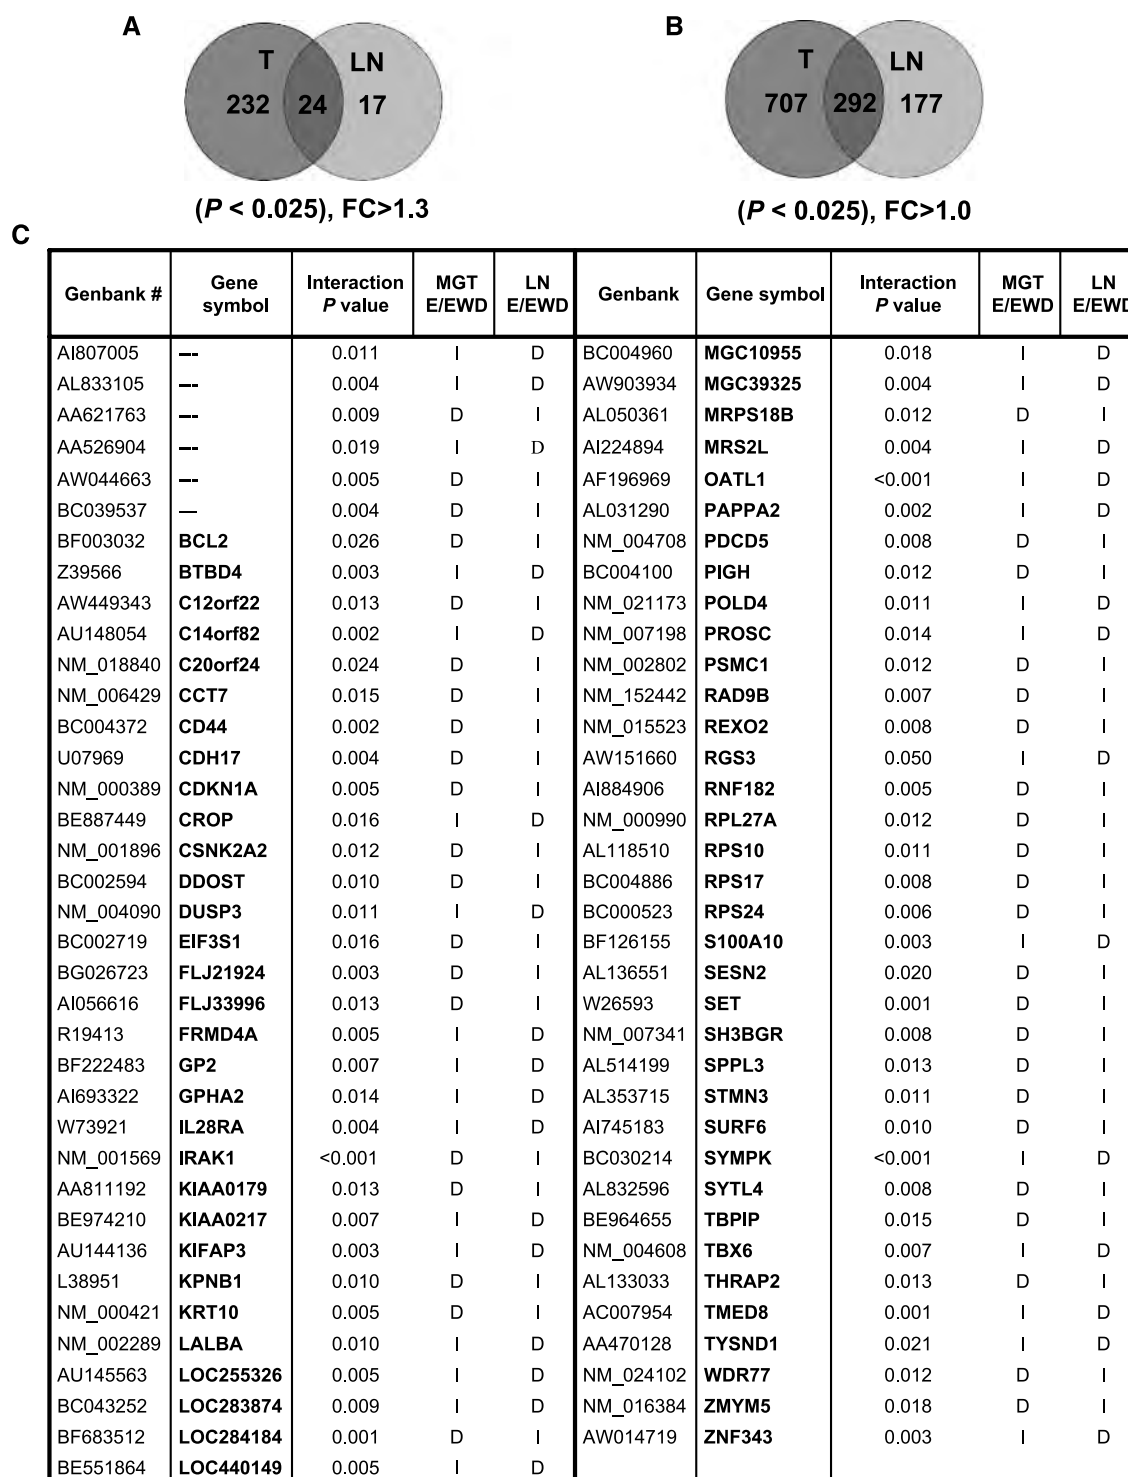 A
T
LN
232 24 17
(P < 0.025), FC>1.3
B
T
LN
707 292 177
(P < 0.025), FC>1.0
C
Genbank # Gene symbol Interaction P value MGT E/EWD LN E/EWD Genbank Gene symbol Interaction P value MGT E/EWD LN E/EWD
AI807005 --- 0.011 I D BC004960 MGC10955 0.018 I D
AL833105 --- 0.004 I D AW903934 MGC39325 0.004 I D
AA621763 --- 0.009 D I AL050361 MRPS18B 0.012 D I
AA526904 --- 0.019 I D AI224894 MRS2L 0.004 I D
AW044663 --- 0.005 D I AF196969 OATL1 <0.001 I D
BC039537 — 0.004 D I AL031290 PAPPA2 0.002 I D
BF003032 BCL2 0.026 D I NM_004708 PDCD5 0.008 D I
Z39566 BTBD4 0.003 I D BC004100 PIGH 0.012 D I
AW449343 C12orf22 0.013 D I NM_021173 POLD4 0.011 I D
AU148054 C14orf82 0.002 I D NM_007198 PROSC 0.014 I D
NM_018840 C20orf24 0.024 D I NM_002802 PSMC1 0.012 D I
NM_006429 CCT7 0.015 D I NM_152442 RAD9B 0.007 D I
BC004372 CD44 0.002 D I NM_015523 REXO2 0.008 D I
U07969 CDH17 0.004 D I AW151660 RGS3 0.050 I D
NM_000389 CDKN1A 0.005 D I AI884906 RNF182 0.005 D I
BE887449 CROP 0.016 I D NM_000990 RPL27A 0.012 D I
NM_001896 CSNK2A2 0.012 D I AL118510 RPS10 0.011 D I
BC002594 DDOST 0.010 D I BC004886 RPS17 0.008 D I
NM_004090 DUSP3 0.011 I D BC000523 RPS24 0.006 D I
BC002719 EIF3S1 0.016 D I BF126155 S100A10 0.003 I D
BG026723 FLJ21924 0.003 D I AL136551 SESN2 0.020 D I
AI056616 FLJ33996 0.013 D I W26593 SET 0.001 D I
R19413 FRMD4A 0.005 I D NM_007341 SH3BGR 0.008 D I
BF222483 GP2 0.007 I D AL514199 SPPL3 0.013 D I
AI693322 GPHA2 0.014 I D AL353715 STMN3 0.011 D I
W73921 IL28RA 0.004 I D AI745183 SURF6 0.010 D I
NM_001569 IRAK1 <0.001 D I BC030214 SYMPK <0.001 I D
AA811192 KIAA0179 0.013 D I AL832596 SYTL4 0.008 D I
BE974210 KIAA0217 0.007 I D BE964655 TBPIP 0.015 D I
AU144136 KIFAP3 0.003 I D NM_004608 TBX6 0.007 I D
L38951 KPNB1 0.010 D I AL133033 THRAP2 0.013 D I
NM_000421 KRT10 0.005 D I AC007954 TMED8 0.001 I D
NM_002289 LALBA 0.010 I D AA470128 TYSND1 0.021 I D
AU145563 LOC255326 0.005 I D NM_024102 WDR77 0.012 D I
BC043252 LOC283874 0.009 I D NM_016384 ZMYM5 0.018 D I
BF683512 LOC284184 0.001 D I AW014719 ZNF343 0.003 I D
BE551864 LOC440149 0.005 I D